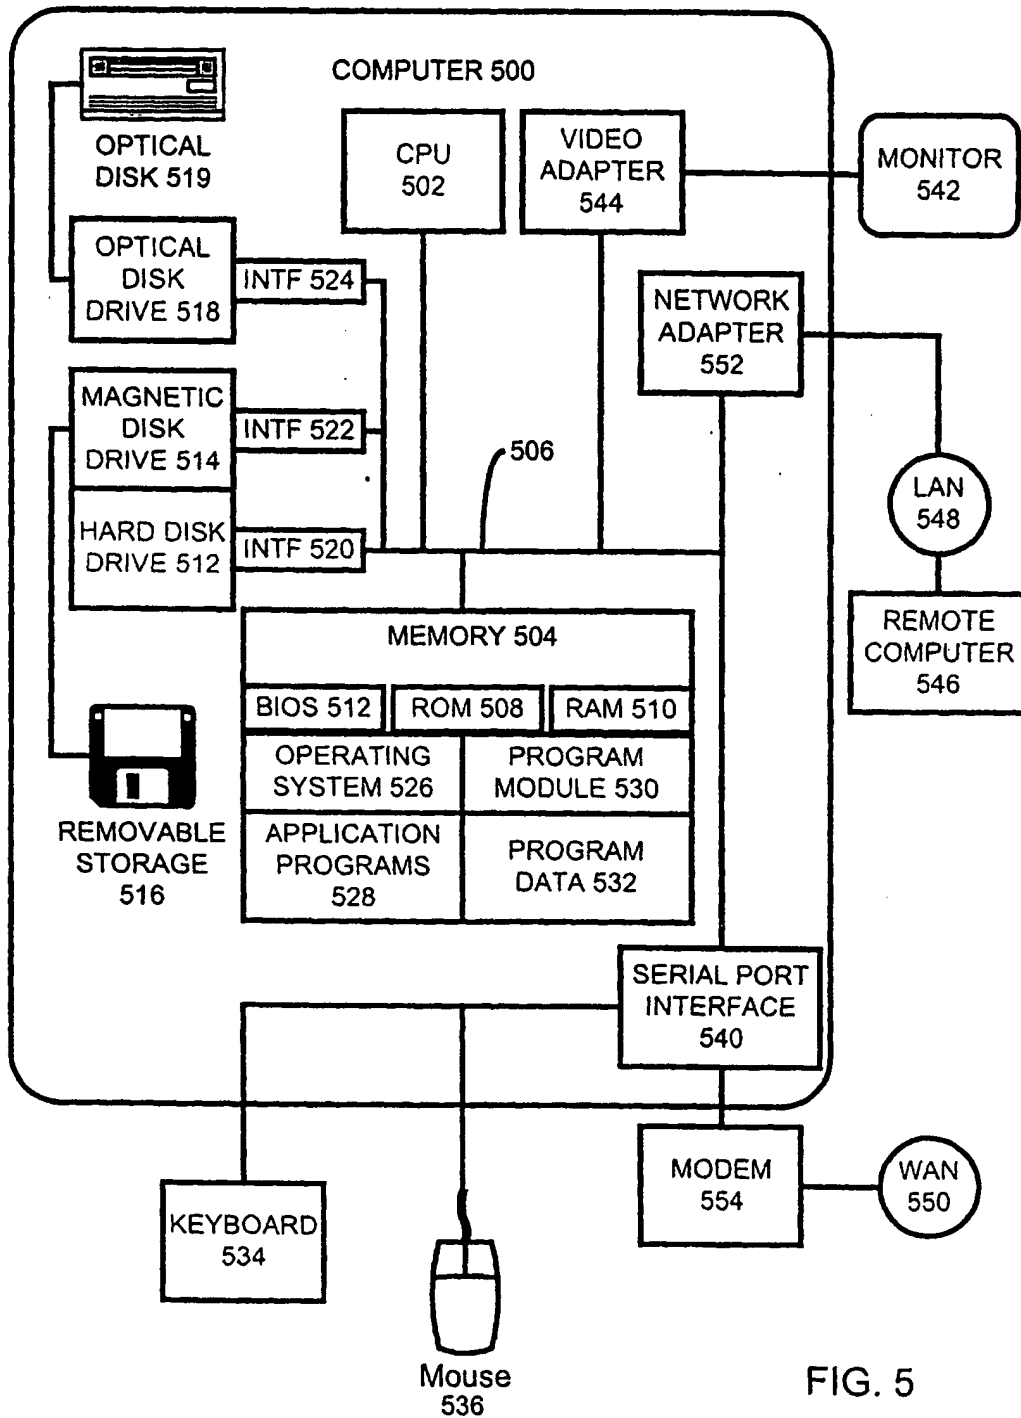 COMPUTER 500
OPTICAL
DISK 519
CPU
502
VIDEO
ADAPTER
544
MONITOR
542
OPTICAL
DISK
DRIVE 518
INTF 524
NETWORK
ADAPTER
552
MAGNETIC
DISK
DRIVE 514
INTF 522
506
LAN
548
HARD DISK
DRIVE 512
INTF 520
REMOTE
COMPUTER
546
MEMORY 504
BIOS 512
ROM 508
RAM 510
OPERATING
SYSTEM 526
PROGRAM
MODULE 530
REMOVABLE
STORAGE
516
APPLICATION
PROGRAMS
528
PROGRAM
DATA 532
SERIAL PORT
INTERFACE
540
MODEM
554
WAN
550
KEYBOARD
534
Mouse
536
FIG. 5